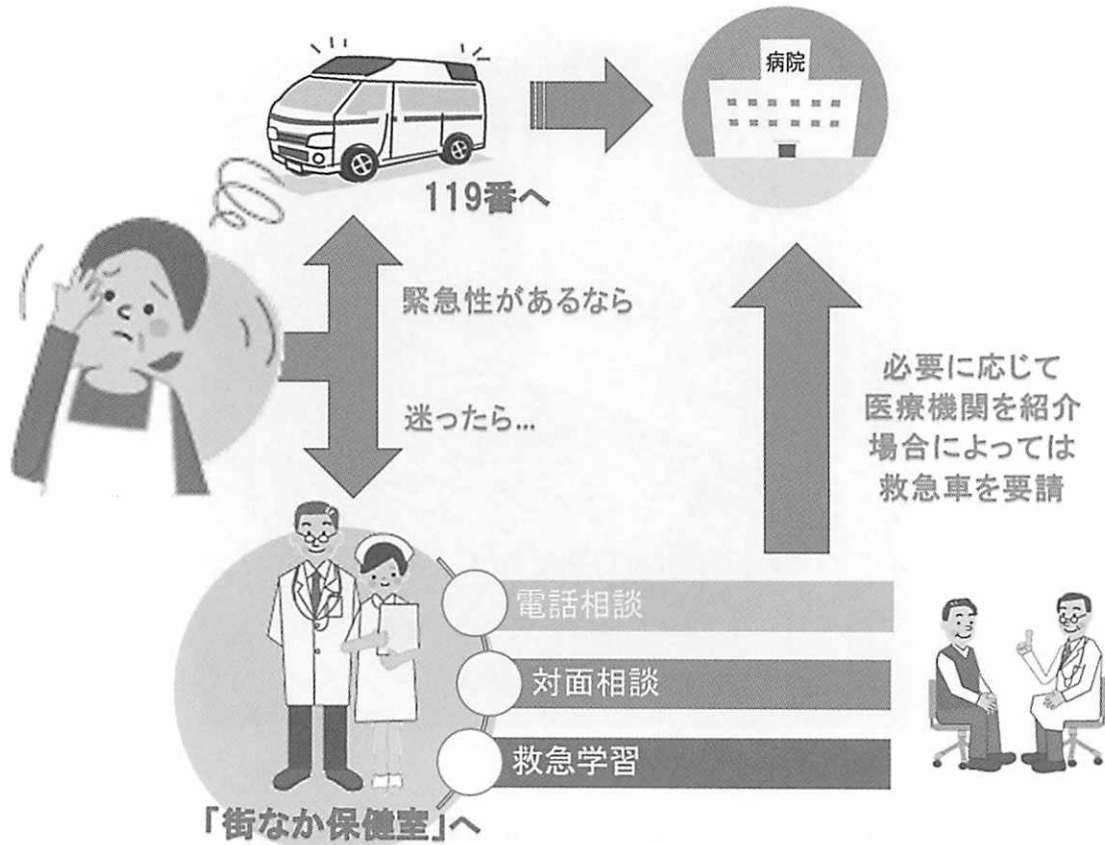 病院
119番へ
緊急性があるなら
迷ったら...
必要に応じて
医療機関を紹介
場合によっては
救急車を要請
電話相談
対面相談
救急学習
「街なか保健室」へ